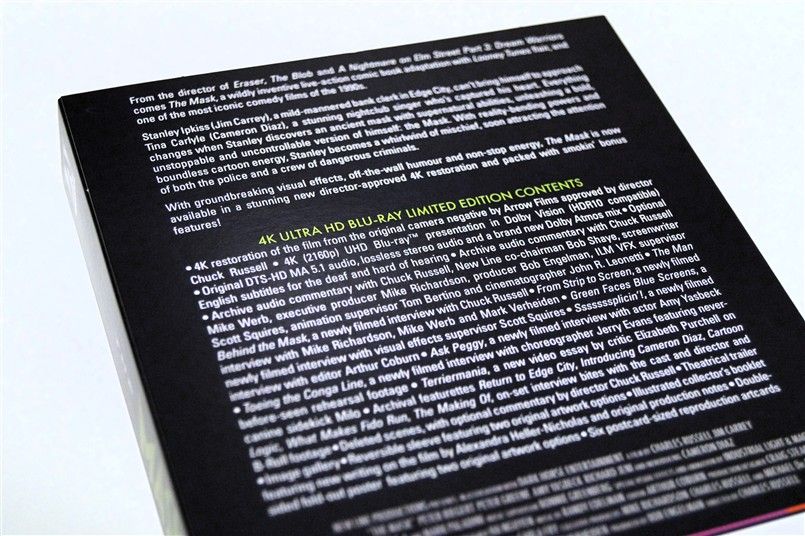 From the director of Eraser, The Blob and A Nightmare on Elm Street Part 3: Dream Warriors
comes The Mask, a wildly inventive live-action comic book adaptation with Looney Tunes flair, and
one of the most iconic comedy films of the 1990s.
Stanley Ipkiss (Jim Carrey), a mild-mannered bank clerk in Edge City, can't bring himself to approach
Tina Carlyle (Cameron Diaz), a stunning nightclub singer who's captured his heart. Everything
changes when Stanley discovers an ancient mask with supernatural abilities, unleashing a bold,
unstoppable and uncontrollable version of himself: the Mask. With reality bending powers and
boundless cartoon energy, Stanley becomes a whirlwind of mischief, soon attracting the attention
of both the police and a crew of dangerous criminals.
With groundbreaking visual effects, off-the-wall humour and non-stop energy, The Mask is now
available in a stunning new director-approved 4K restoration and packed with smokin' bonus
features!
4K ULTRA HD BLU-RAY LIMITED EDITION CONTENTS
• 4K restoration of the film from the original camera negative by Arrow Films approved by director
Chuck Russell • 4K (2160p) UHD Blu-ray™ presentation in Dolby Vision (HDR10 compatible)
• Original DTS-HD MA 5.1 audio, lossless stereo audio and a brand new Dolby Atmos mix • Optional
English subtitles for the deaf and hard of hearing • Archive audio commentary with Chuck Russell
• Archive audio commentary with Chuck Russell, New Line co-chairman Bob Shaye, screenwriter
Mike Werb, executive producer Mike Richardson, producer Bob Engelman, ILM VFX supervisor
Scott Squires, animation supervisor Tom Bertino and cinematographer John R. Leonetti • The Man
Behind the Mask, a newly filmed interview with Chuck Russell • From Strip to Screen, a newly filmed
interview with Mike Richardson, Mike Werb and Mark Verheiden • Green Faces Blue Screens, a
newly filmed interview with visual effects supervisor Scott Squires • Sssssssplicin'!, a newly filmed
interview with editor Arthur Coburn • Ask Peggy, a newly filmed interview with actor Amy Yasbeck
• Toeing the Conga Line, a newly filmed interview with choreographer Jerry Evans featuring never-
before-seen rehearsal footage • Terriermania, a new video essay by critic Elizabeth Purchell on
canine sidekick Milo • Archival featurettes Return to Edge City, Introducing Cameron Diaz, Cartoon
Logic, What Makes Fido Run, The Making Of, on-set interview bites with the cast and director and
B-Roll footage • Deleted scenes, with optional commentary by director Chuck Russell • Theatrical trailer
• Image gallery • Reversible sleeve featuring two original artwork options • Illustrated collector's booklet
featuring new writing on the film by Alexandra Heller-Nicholas and original production notes • Double-
sided fold out poster featuring two original artwork options • Six postcard-sized reproduction artcards
DARK HORSE ENTERTAINMENT CHARLES RUSSELL JIM CARREY
CAMERON DIAZ